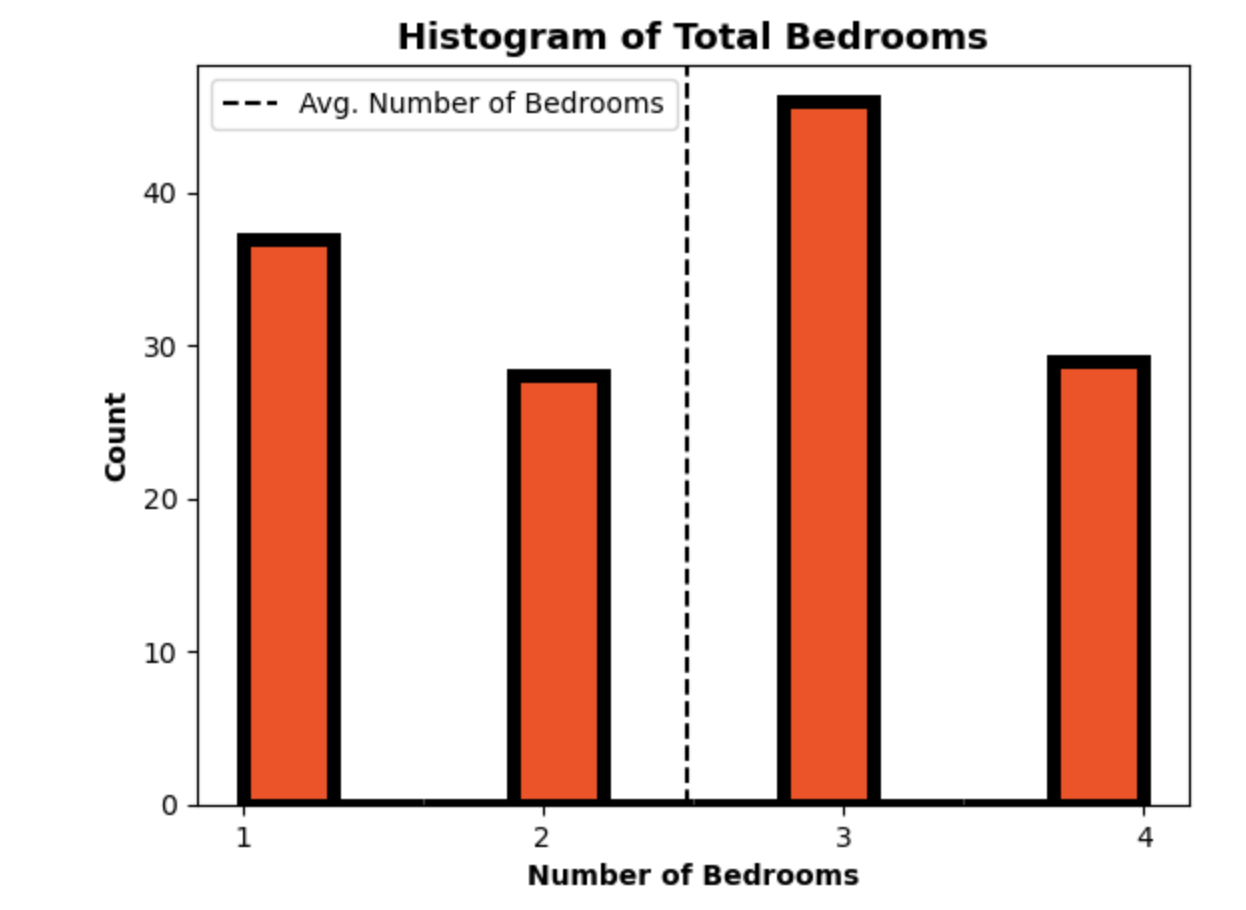 Histogram of Total Bedrooms
Avg. Number of Bedrooms
40
30
20
10
0
Count
1 2 3 4
Number of Bedrooms